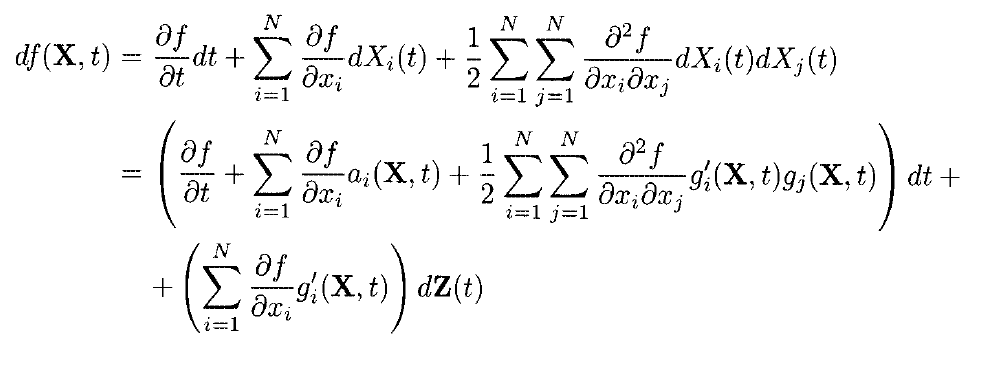 $df(\mathbf{X}, t) = \frac{\partial f}{\partial t}dt + \sum_{i=1}^{N} \frac{\partial f}{\partial x_i}dX_i(t) + \frac{1}{2}\sum_{i=1}^{N}\sum_{j=1}^{N} \frac{\partial^2 f}{\partial x_i \partial x_j}dX_i(t)dX_j(t)$
$= \left( \frac{\partial f}{\partial t} + \sum_{i=1}^{N} \frac{\partial f}{\partial x_i}a_i(\mathbf{X}, t) + \frac{1}{2}\sum_{i=1}^{N}\sum_{j=1}^{N} \frac{\partial^2 f}{\partial x_i \partial x_j}g_i'(\mathbf{X}, t)g_j(\mathbf{X}, t) \right) dt +$
$+ \left( \sum_{i=1}^{N} \frac{\partial f}{\partial x_i}g_i'(\mathbf{X}, t) \right) d\mathbf{Z}(t)$